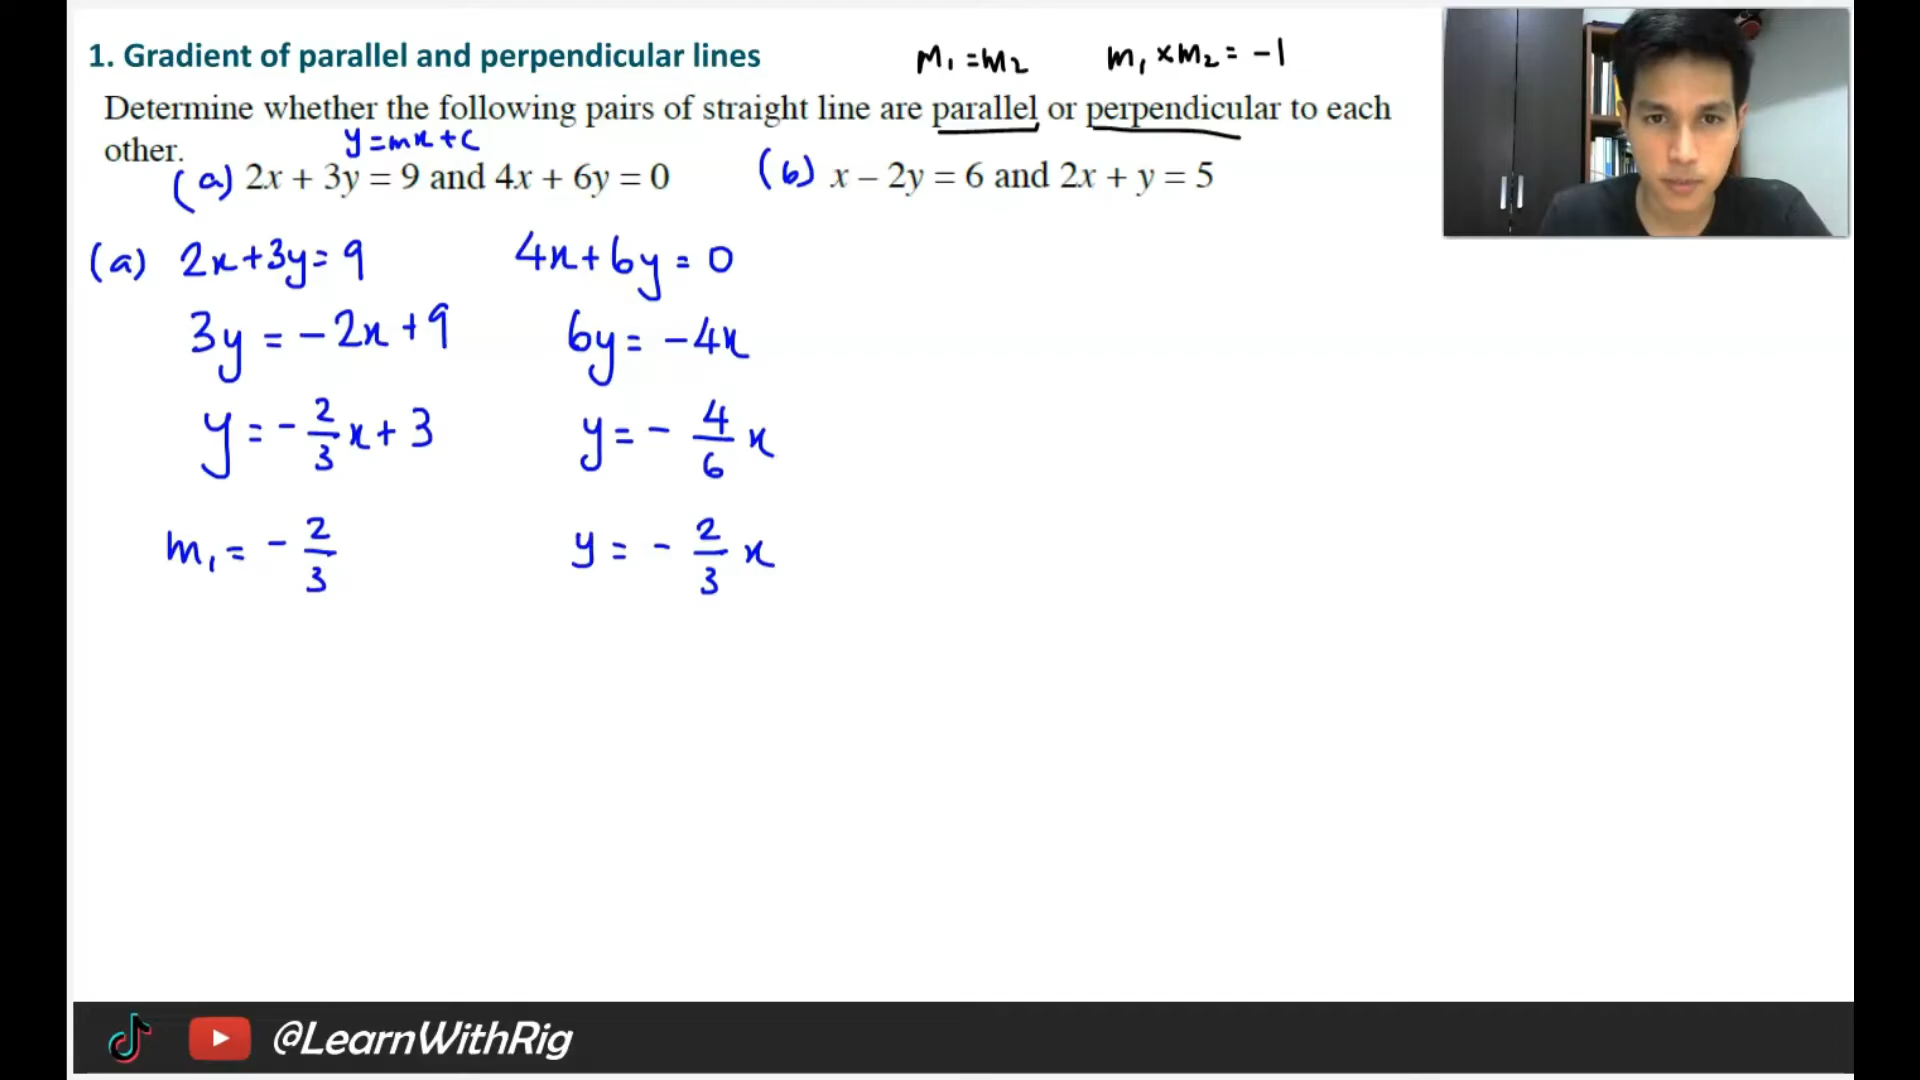 1. Gradient of parallel and perpendicular lines
m₁ = m₂
m₁ × m₂ = -1
Determine whether the following pairs of straight line are parallel or perpendicular to each
other.
y = mx + c
(a) 2x + 3y = 9 and 4x + 6y = 0
(b) x – 2y = 6 and 2x + y = 5
(a) 2x + 3y = 9
3y = -2x + 9
y = -2/3 x + 3
m₁ = -2/3
4x + 6y = 0
6y = -4x
y = -4/6 x
y = -2/3 x
@LearnWithRig